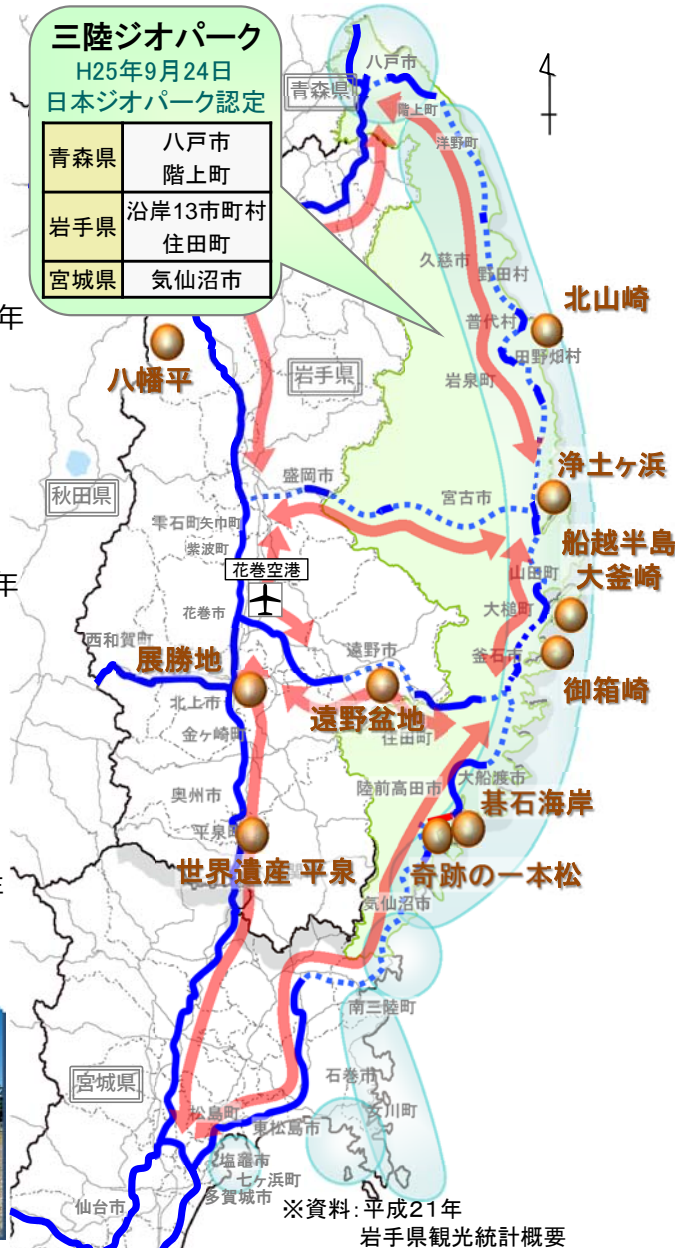 三陸ジオパーク
H25年9月24日
日本ジオパーク認定
青森県
八戸市
階上町
岩手県
沿岸13市町村
住田町
宮城県
気仙沼市
青森県
八戸市
階上町
洋野町
久慈市
野田村
北山崎
普代村
年
田野畑村
八幡平
岩手県
岩泉町
浄土ヶ浜
盛岡市
宮古市
秋田県
雫石町
矢巾町
船越半島
紫波町
山田町
大釜崎
花巻空港
年
大槌町
花巻市
西和賀町
遠野市
釜石市
展勝地
御箱崎
北上市
遠野盆地
金ヶ崎町
住田町
大船渡市
奥州市
陸前高田市
碁石海岸
平泉町
世界遺産 平泉
奇跡の一本松
気仙沼市
南三陸町
宮城県
石巻市
女川町
松島町
東松島市
塩竈市
七ヶ浜町
多賀城市
仙台市
※資料:平成21年
岩手県観光統計概要